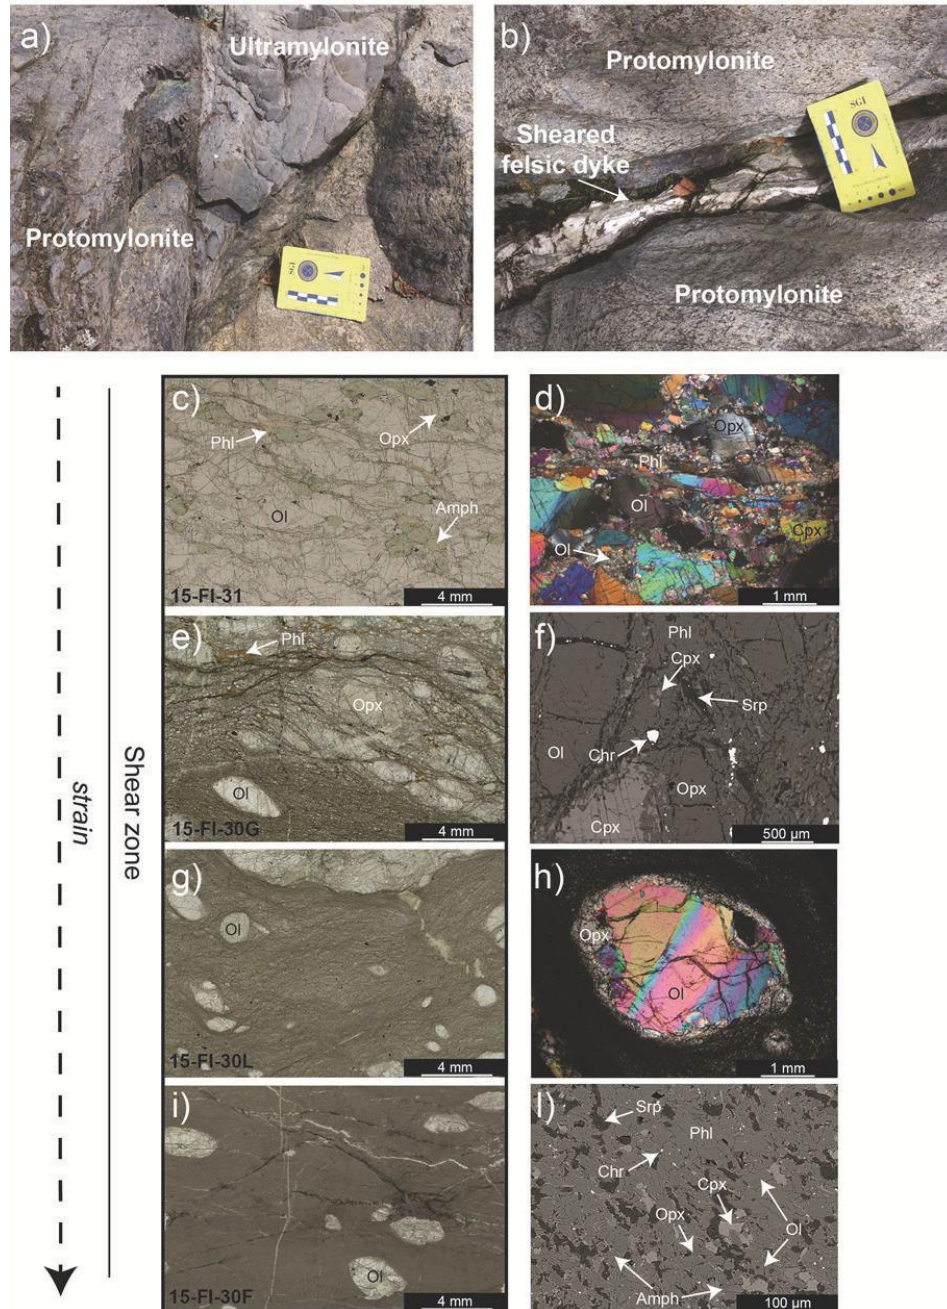 a)
Ultramylonite
Protomylonite
SGI
b)
Protomylonite
Sheared
felsic dyke
SGI
Protomylonite
strain
Shear zone
c)
Phl
Opx
Ol
Amph
15-FI-31
4 mm
d)
Opx
Phl
Ol
Cpx
Ol
1 mm
e)
Phl
Opx
Ol
15-FI-30G
4 mm
f)
Phl
Cpx
Srp
Ol
Chr
Opx
Cpx
500 µm
g)
Ol
15-FI-30L
4 mm
h)
Opx
Ol
1 mm
i)
Ol
15-FI-30F
4 mm
l)
Srp
Phl
Chr
Cpx
Opx
Ol
Amph
100 µm